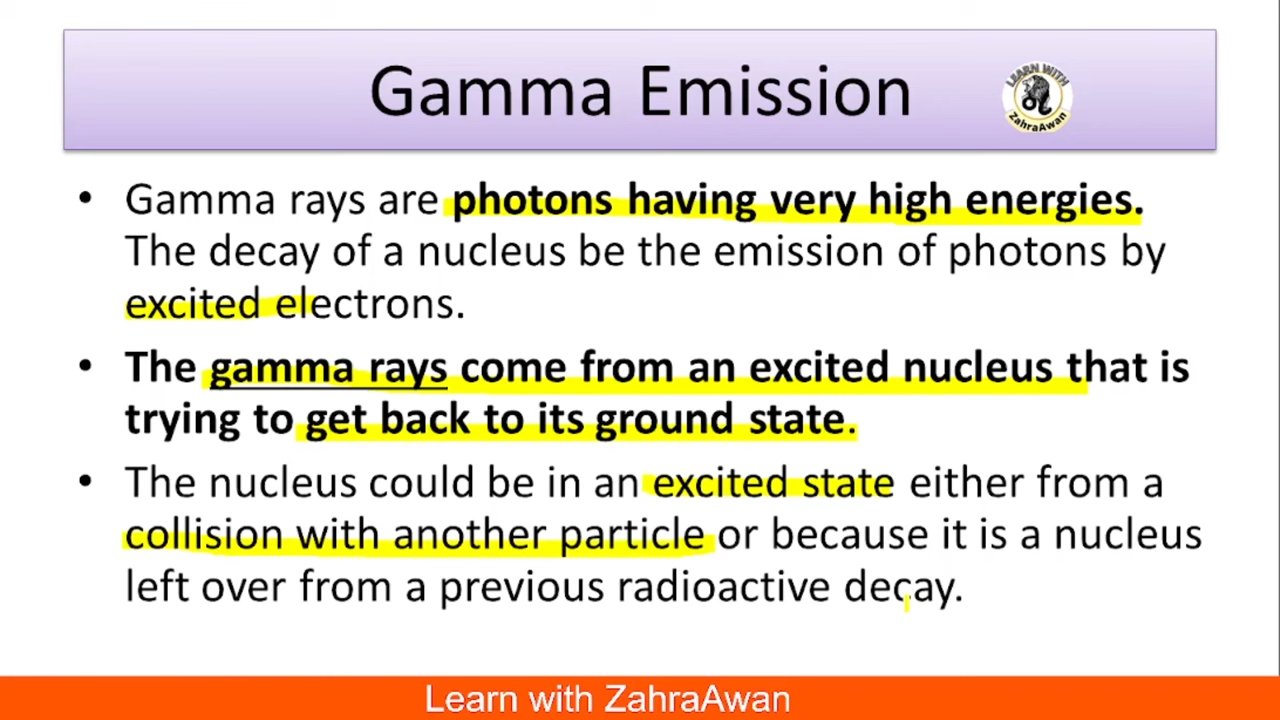 Gamma Emission
LEARN WITH
ZahraAwan
• Gamma rays are photons having very high energies.
The decay of a nucleus be the emission of photons by
excited electrons.
• The gamma rays come from an excited nucleus that is
trying to get back to its ground state.
• The nucleus could be in an excited state either from a
collision with another particle or because it is a nucleus
left over from a previous radioactive decay.
Learn with ZahraAwan